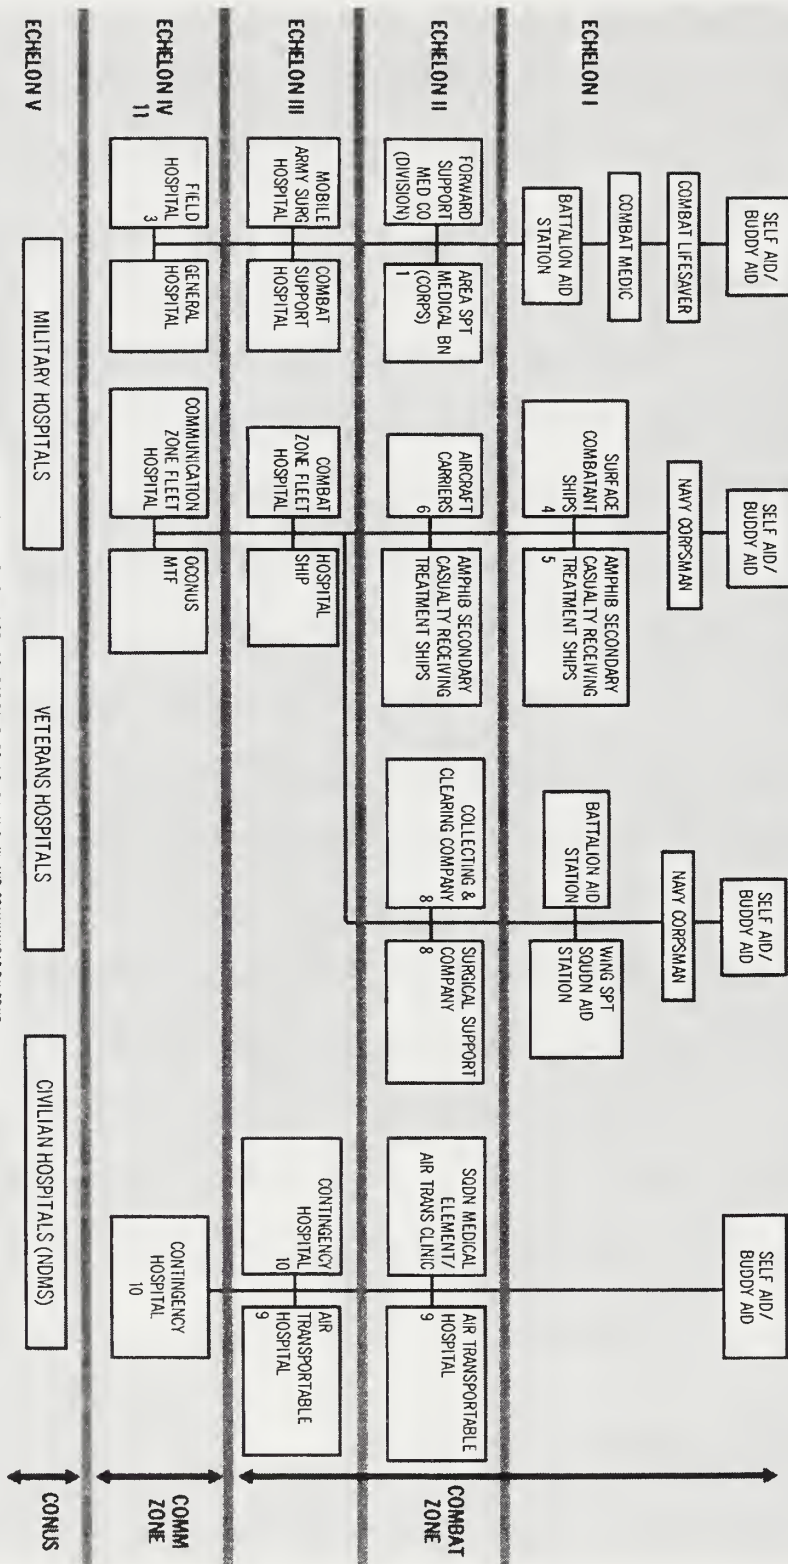 SELF AID/
BUDDY AID
SELF AID/
BUDDY AID
SELF AID/
BUDDY AID
SELF AID/
BUDDY AID
COMBAT LIFESAVER
NAVY CORPSMAN
NAVY CORPSMAN
COMBAT MEDIC
ECHELON I
BATTALION AID
STATION
SURFACE
COMBATANT
SHIPS
4
AMPHIB SECONDARY
CASUALTY RECEIVING
TREATMENT SHIPS
5
BATTALION AID
STATION
WING SPT
SQUDN AID
STATION
ECHELON II
FORWARD
SUPPORT
MED CO
(DIVISION)
AREA SPT
MEDICAL BN
(CORPS)
1
AIRCRAFT
CARRIERS
6
AMPHIB SECONDARY
CASUALTY RECEIVING
TREATMENT SHIPS
COLLECTING &
CLEARING COMPANY
8
SURGICAL SUPPORT
COMPANY
8
SQDN MEDICAL
ELEMENT/
AIR TRANS CLINIC
AIR TRANSPORTABLE
HOSPITAL
9
COMBAT
ZONE
ECHELON III
MOBILE
ARMY SURG
HOSPITAL
COMBAT
SUPPORT
HOSPITAL
COMBAT
ZONE FLEET
HOSPITAL
HOSPITAL
SHIP
CONTINGENCY
HOSPITAL
10
AIR
TRANSPORTABLE
HOSPITAL
9
ECHELON IV
11
FIELD
HOSPITAL
3
GENERAL
HOSPITAL
COMMUNICATION
ZONE FLEET
HOSPITAL
OCONUS
MTF
CONTINGENCY
HOSPITAL
10
COMM
ZONE
ECHELON V
MILITARY HOSPITALS
VETERANS HOSPITALS
CIVILIAN HOSPITALS (NDMS)
CONUS